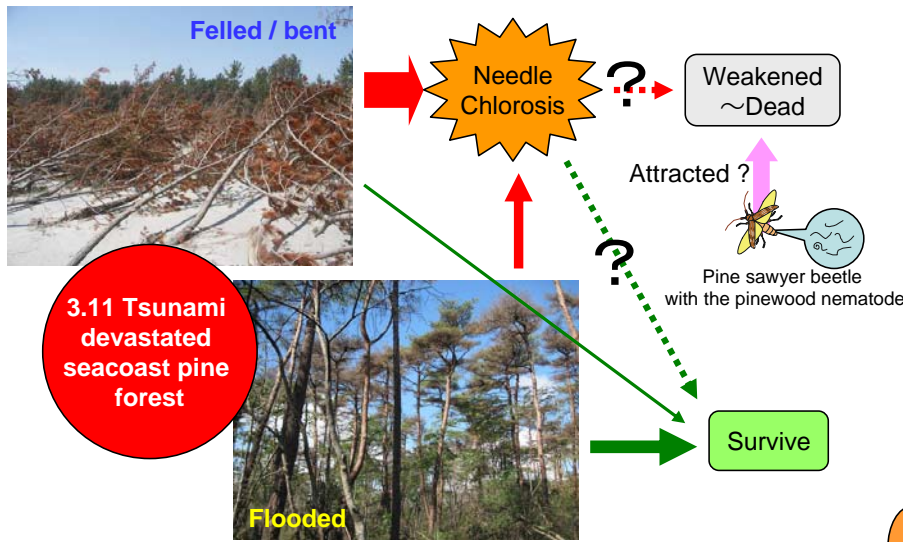 Felled / bent
Needle
Chlorosis
?
Weakened
～Dead
Attracted ?
?
Pine sawyer beetle
with the pinewood nematode
3.11 Tsunami
devastated
seacoast pine
forest
Survive
Flooded